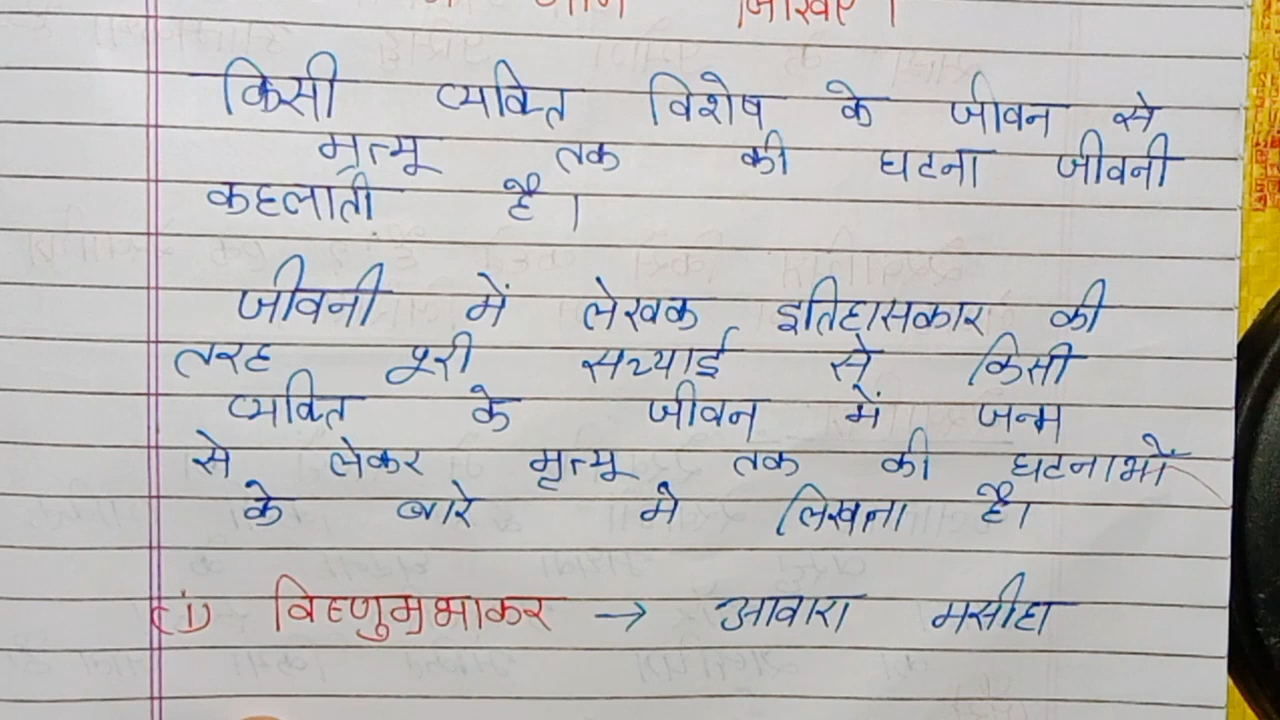 लिखिए।
किसी व्यक्ति विशेष के जीवन से
मृत्यू तक की घटना जीवनी
कहलाती है।
जीवनी में लेखक इतिहासकार की
तरह पूरी सच्चाई से किसी
व्यक्ति के जीवन में जन्म
से लेकर मृत्यू तक की घटनाओं
के बारे मे लिखता है।
(i) विष्णुप्रभाकर → आवारा मसीहा